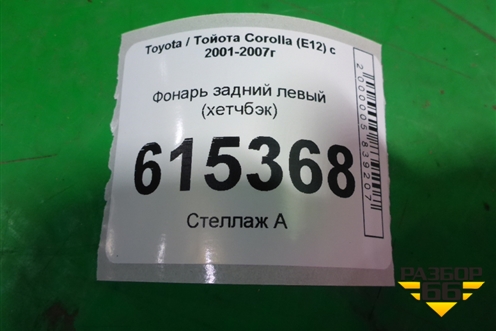 Toyota / Тойота Corolla (E12) с
2001-2007г
Фонарь задний левый
(хетчбэк)
615368
Стеллаж А
2000005839207
РАЗБОР
66